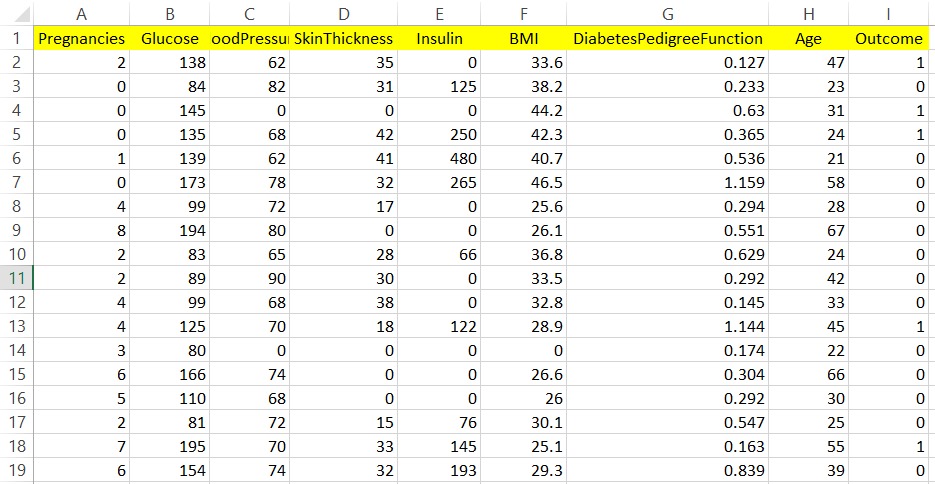 A B C D E F G H I
1 Pregnancies Glucose oodPressu SkinThickness Insulin BMI DiabetesPedigreeFunction Age Outcome
2 2 138 62 35 0 33.6 0.127 47 1
3 0 84 82 31 125 38.2 0.233 23 0
4 0 145 0 0 0 44.2 0.63 31 1
5 0 135 68 42 250 42.3 0.365 24 1
6 1 139 62 41 480 40.7 0.536 21 0
7 0 173 78 32 265 46.5 1.159 58 0
8 4 99 72 17 0 25.6 0.294 28 0
9 8 194 80 0 0 26.1 0.551 67 0
10 2 83 65 28 66 36.8 0.629 24 0
11 2 89 90 30 0 33.5 0.292 42 0
12 4 99 68 38 0 32.8 0.145 33 0
13 4 125 70 18 122 28.9 1.144 45 1
14 3 80 0 0 0 0 0.174 22 0
15 6 166 74 0 0 26.6 0.304 66 0
16 5 110 68 0 0 26 0.292 30 0
17 2 81 72 15 76 30.1 0.547 25 0
18 7 195 70 33 145 25.1 0.163 55 1
19 6 154 74 32 193 29.3 0.839 39 0